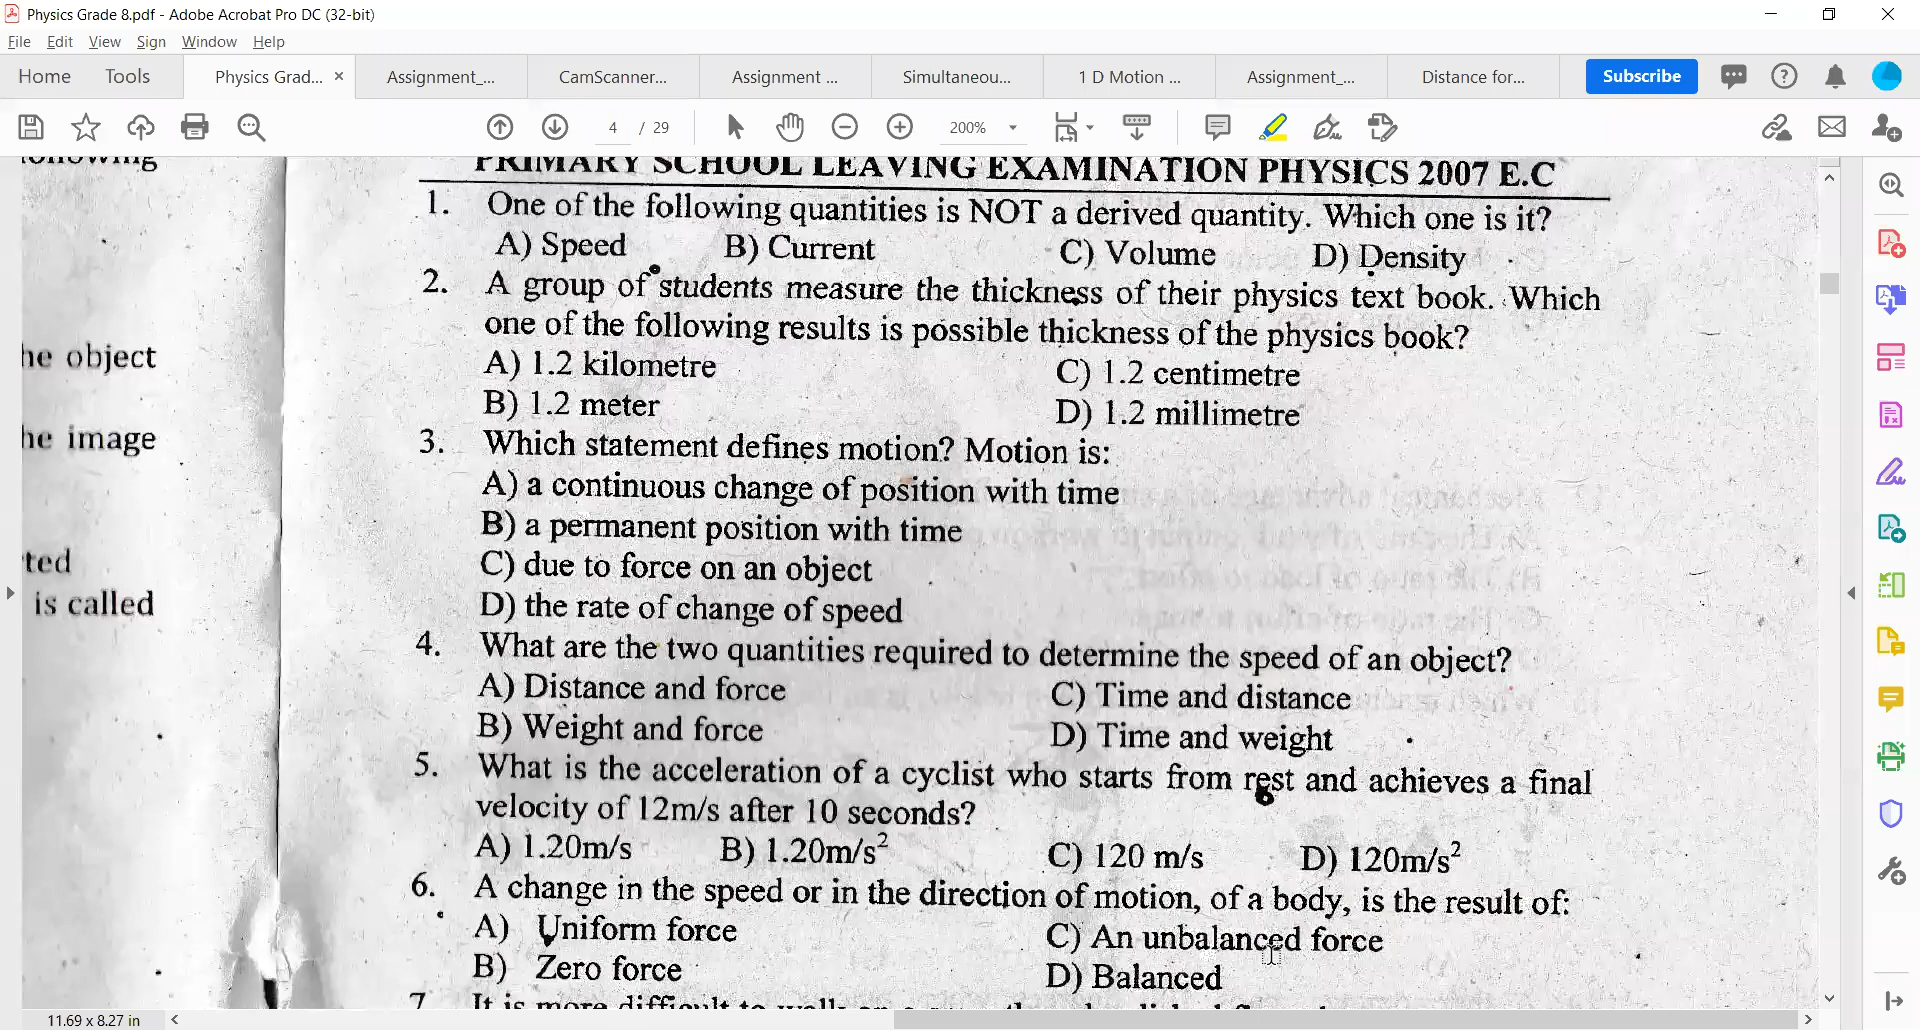 Physics Grade 8.pdf - Adobe Acrobat Pro DC (32-bit)
File Edit View Sign Window Help
Home Tools Physics Grad... × Assignment_... CamScanner... Assignment ... Simultaneou... 1 D Motion ... Assignment_... Distance for... Subscribe
4 / 29 200%
following
he object
he image
ted
is called
PRIMARY SCHOOL LEAVING EXAMINATION PHYSICS 2007 E.C
1. One of the following quantities is NOT a derived quantity. Which one is it?
A) Speed B) Current C) Volume D) Density
2. A group of students measure the thickness of their physics text book. Which
one of the following results is possible thickness of the physics book?
A) 1.2 kilometre C) 1.2 centimetre
B) 1.2 meter D) 1.2 millimetre
3. Which statement defines motion? Motion is:
A) a continuous change of position with time
B) a permanent position with time
C) due to force on an object
D) the rate of change of speed
4. What are the two quantities required to determine the speed of an object?
A) Distance and force C) Time and distance
B) Weight and force D) Time and weight
5. What is the acceleration of a cyclist who starts from rest and achieves a final
velocity of 12m/s after 10 seconds?
A) 1.20m/s B) 1.20m/s² C) 120 m/s D) 120m/s²
6. A change in the speed or in the direction of motion, of a body, is the result of:
A) Uniform force C) An unbalanced force
B) Zero force D) Balanced
7. It is more difficult to
11.69 x 8.27 in